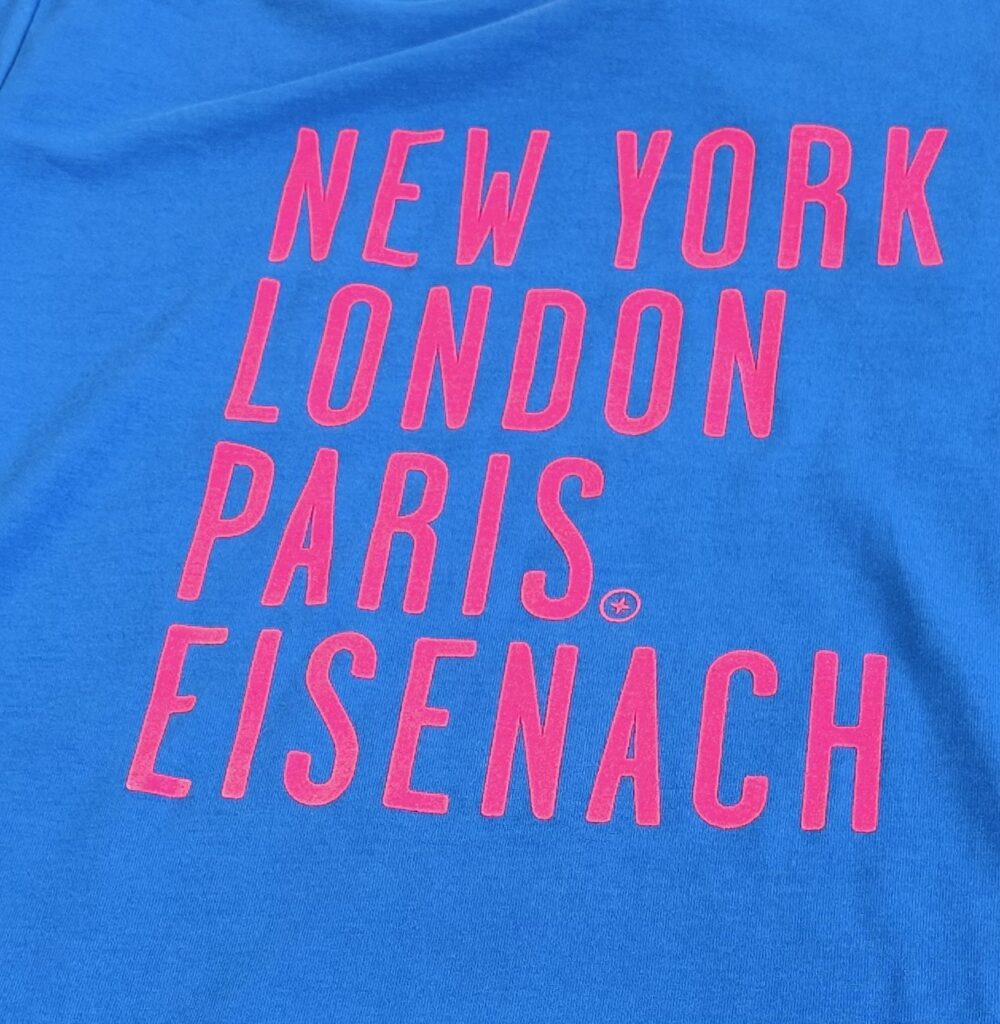 NEW YORK
LONDON
PARIS.
EISENACH